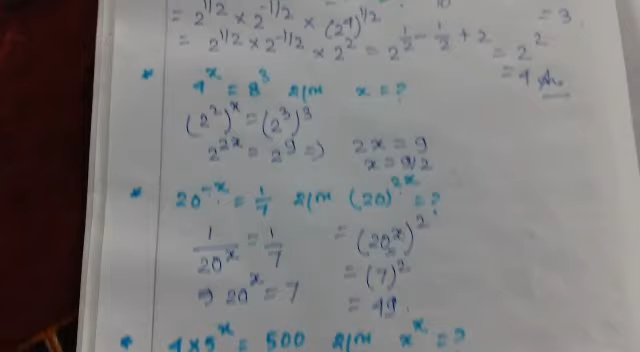 = 2^{1/2} × 2^{-1/2} × (2^4)^{1/2} = 3
= 2^{1/2} × 2^{-1/2} × 2^2 = 2^{1/2 - 1/2 + 2} = 2^2
= 4
* 4^x = 8^3 x = ?
(2^2)^x = (2^3)^3
2^{2x} = 2^9 => 2x = 9
x = 9/2
* 20^{-x} = 1/7 (20)^{2x} = ?
1/20^x = 1/7 = (20^x)^2
= (7)^2
20^x = 7
= 49.
* 4×5^x = 500 x^x = ?